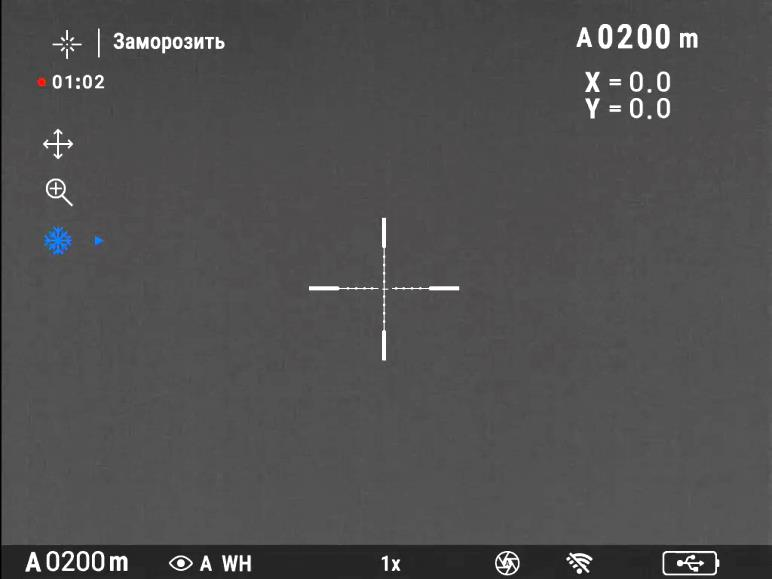 Заморозить
A0200 m
01:02
X = 0.0
Y = 0.0
A0200m A WH 1x